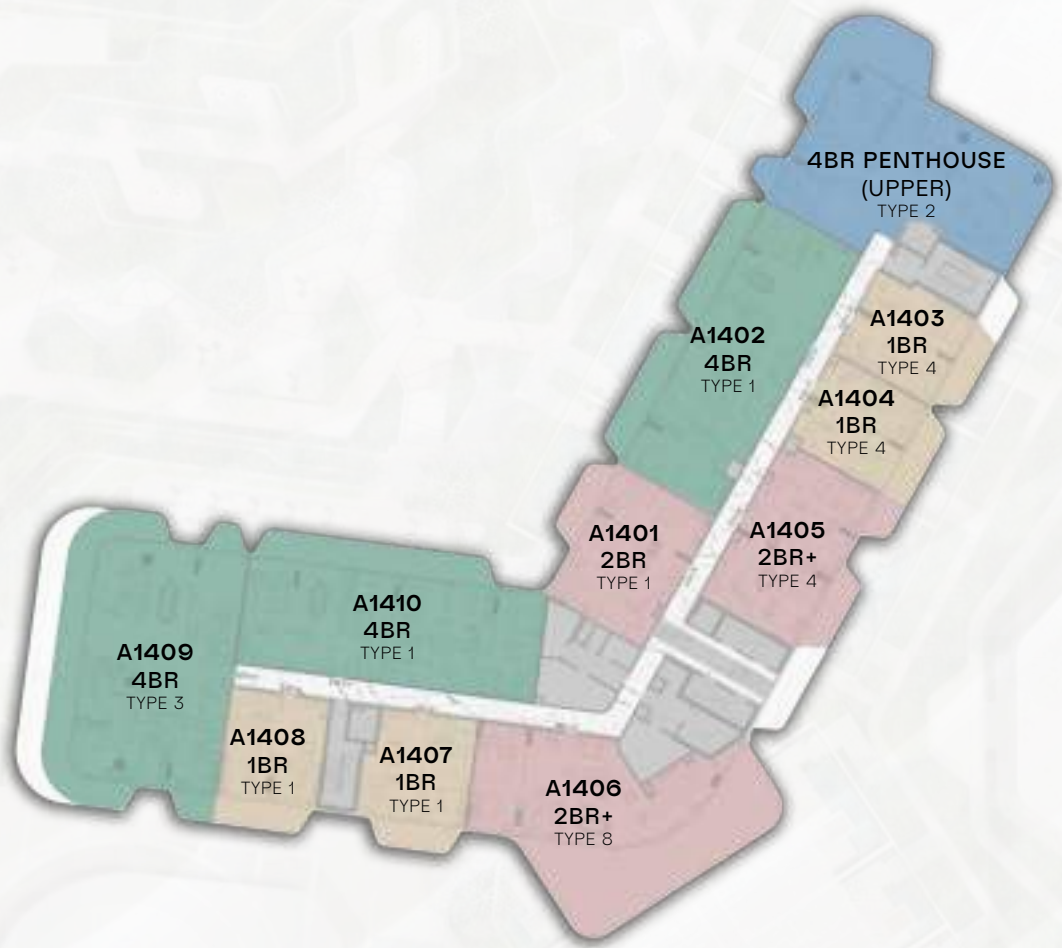 4BR PENTHOUSE
(UPPER)
TYPE 2
A1403
1BR
TYPE 4
A1402
4BR
TYPE 1
A1404
1BR
TYPE 4
A1401
2BR
TYPE 1
A1405
2BR+
TYPE 4
A1410
4BR
TYPE 1
A1409
4BR
TYPE 3
A1408
1BR
TYPE 1
A1407
1BR
TYPE 1
A1406
2BR+
TYPE 8